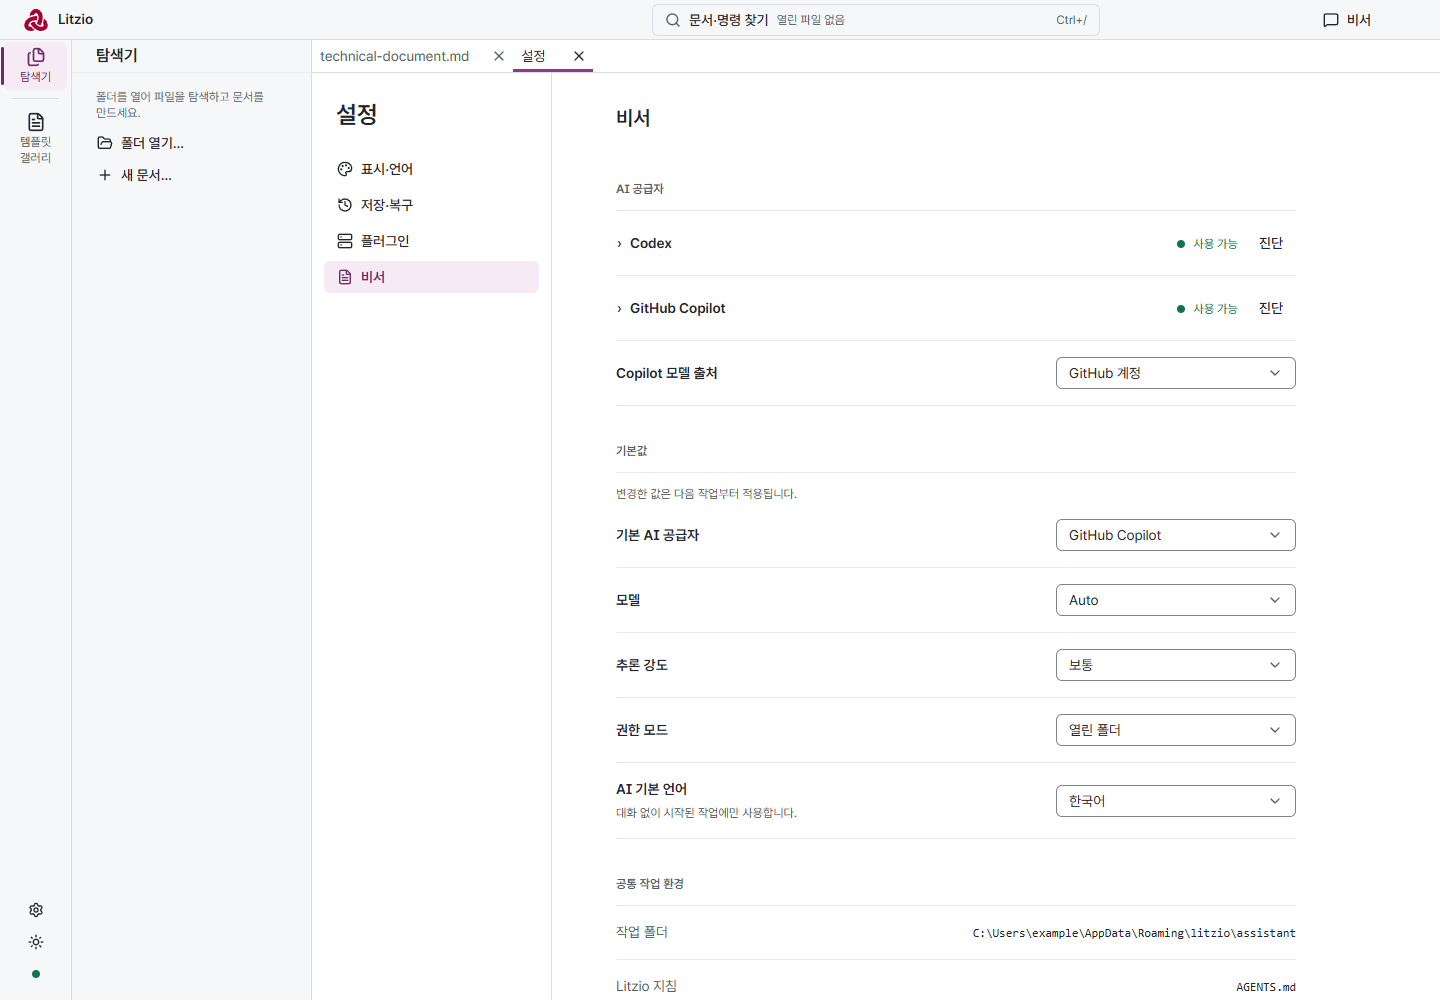 Litzio
문서·명령 찾기 열린 파일 없음 Ctrl+/
비서
탐색기
템플릿
갤러리
탐색기
폴더를 열어 파일을 탐색하고 문서를
만드세요.
폴더 열기...
새 문서...
technical-document.md
설정
설정
표시·언어
저장·복구
플러그인
비서
비서
AI 공급자
Codex 사용 가능 진단
GitHub Copilot 사용 가능 진단
Copilot 모델 출처 GitHub 계정
기본값
변경한 값은 다음 작업부터 적용됩니다.
기본 AI 공급자 GitHub Copilot
모델 Auto
추론 강도 보통
권한 모드 열린 폴더
AI 기본 언어 한국어
대화 없이 시작된 작업에만 사용합니다.
공통 작업 환경
작업 폴더 C:\Users\example\AppData\Roaming\litzio\assistant
Litzio 지침 AGENTS.md